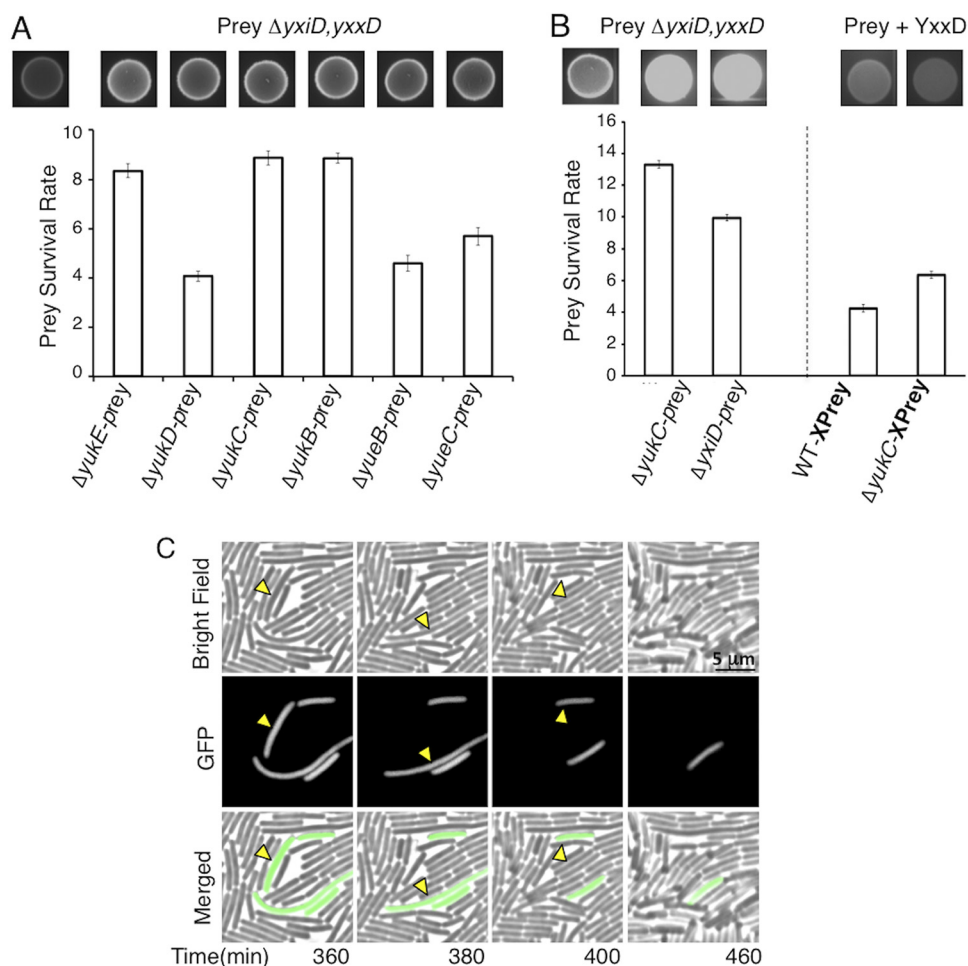 A
Prey ΔyxiD,yxxD
Prey Survival Rate
10
8
6
4
2
0
ΔyukE-prey
ΔyukD-prey
ΔyukC-prey
ΔyukB-prey
ΔyueB-prey
ΔyueC-prey
B
Prey ΔyxiD,yxxD
Prey + YxxD
Prey Survival Rate
16
14
12
10
8
6
4
2
0
ΔyukC-prey
ΔyxiD-prey
WT-XPrey
ΔyukC-XPrey
C
Bright Field
5 μm
GFP
Merged
Time(min) 360 380 400 460